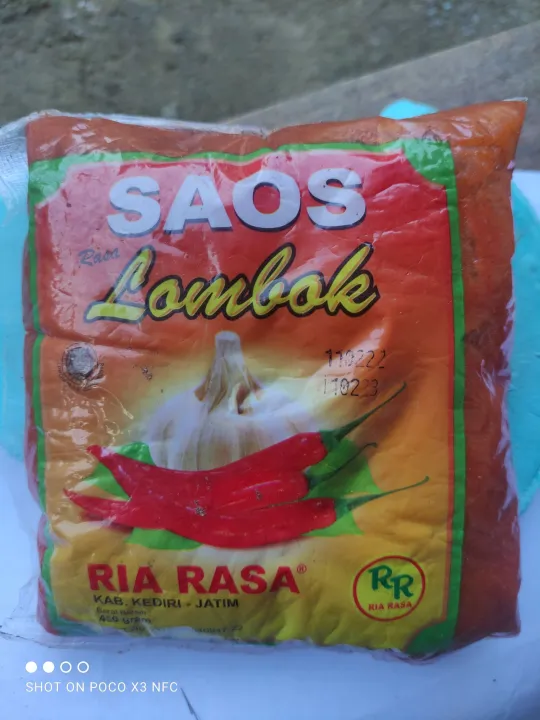 SAOS
Rasa
Lombok
110222
110223
RIA RASA®
KAB. KEDIRI - JATIM
RR
RIA RASA
SHOT ON POCO X3 NFC